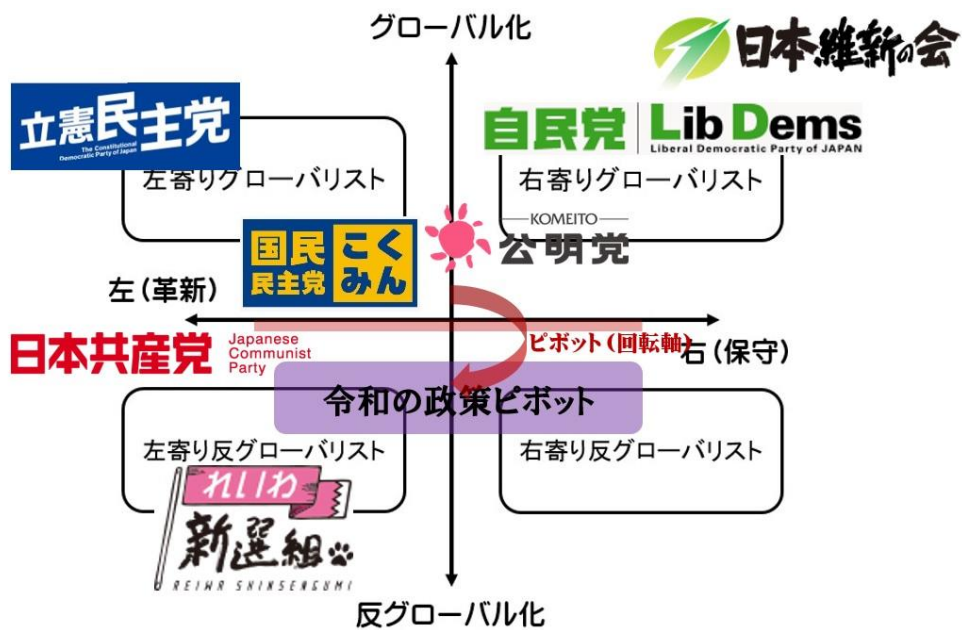 グローバル化
日本維新の会
立憲民主党
The Constitutional
Democratic Party of Japan
自民党
Lib Dems
Liberal Democratic Party of JAPAN
左寄りグローバリスト
右寄りグローバリスト
国民
民主党
こく
みん
KOMEITO
公明党
左(革新)
ピボット(回転軸)
右(保守)
日本共産党
Japanese
Communist
Party
令和の政策ピボット
左寄り反グローバリスト
右寄り反グローバリスト
れいわ
新選組
REIWA SHINSENGUMI
反グローバル化